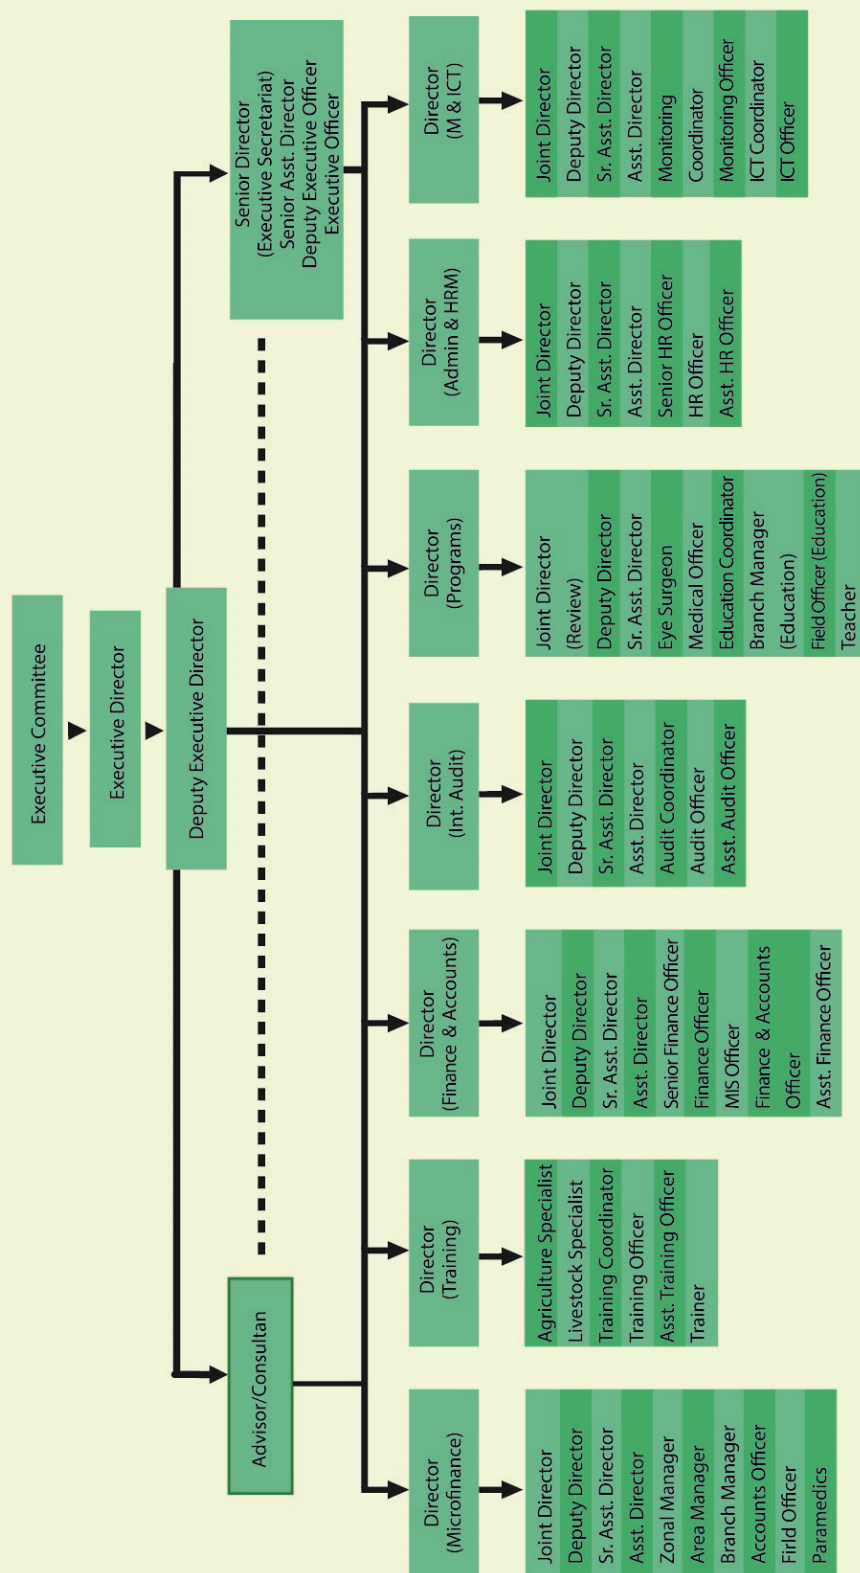 Executive Committee
Executive Director
Deputy Executive Director
Advisor/Consultan
Senior Director
(Executive Secretariat)
Senior Asst. Director
Deputy Executive Officer
Executive Officer
Director
(Microfinance)
Director
(Training)
Director
(Finance & Accounts)
Director
(Int. Audit)
Director
(Programs)
Director
(Admin & HRM)
Director
(M & ICT)
Joint Director
Deputy Director
Sr. Asst. Director
Asst. Director
Zonal Manager
Area Manager
Branch Manager
Accounts Officer
Firld Officer
Paramedics
Agriculture Specialist
Livestock Specialist
Training Coordinator
Training Officer
Asst. Training Officer
Trainer
Joint Director
Deputy Director
Sr. Asst. Director
Asst. Director
Senior Finance Officer
Finance Officer
MIS Officer
Finance & Accounts
Officer
Asst. Finance Officer
Joint Director
Deputy Director
Sr. Asst. Director
Asst. Director
Audit Coordinator
Audit Officer
Asst. Audit Officer
Joint Director
(Review)
Deputy Director
Sr. Asst. Director
Eye Surgeon
Medical Officer
Education Coordinator
Branch Manager
(Education)
Field Officer (Education)
Teacher
Joint Director
Deputy Director
Sr. Asst. Director
Asst. Director
Senior HR Officer
HR Officer
Asst. HR Officer
Joint Director
Deputy Director
Sr. Asst. Director
Asst. Director
Monitoring
Coordinator
Monitoring Officer
ICT Coordinator
ICT Officer